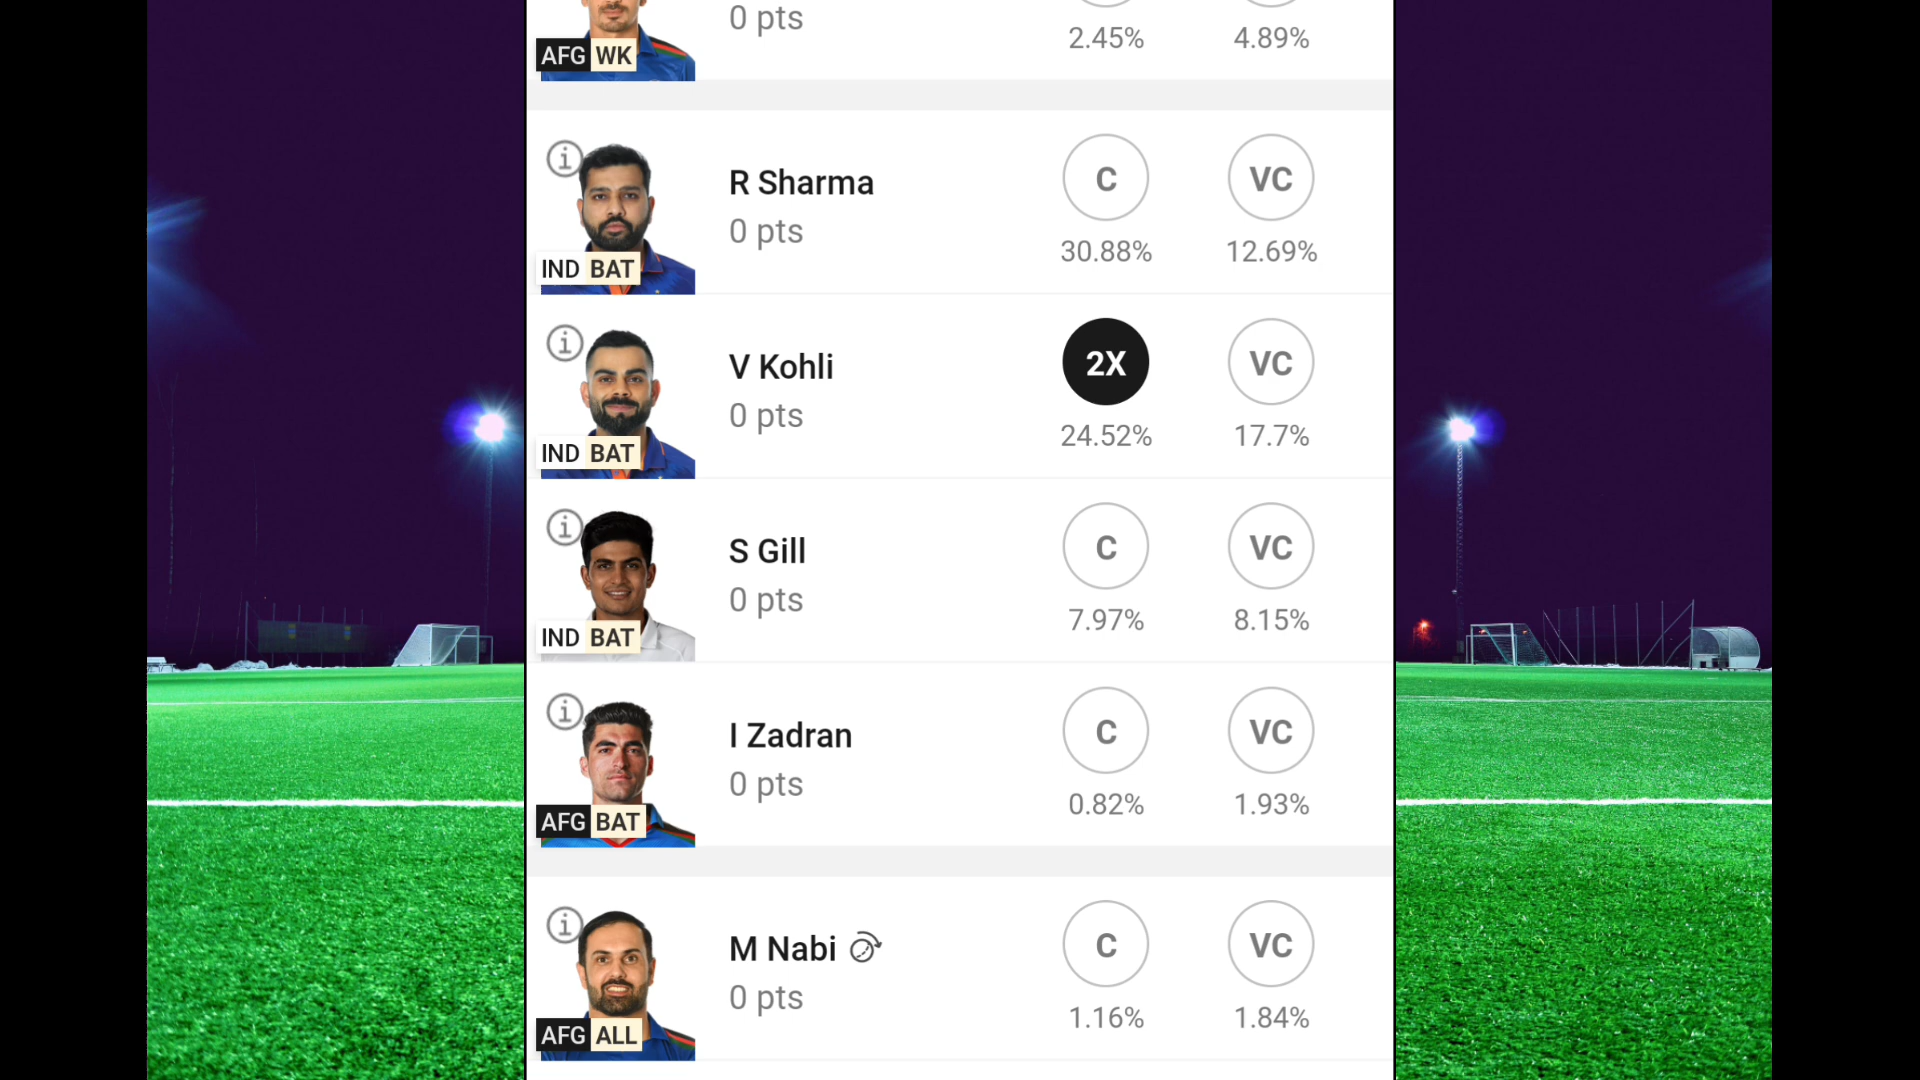 0 pts
2.45% 4.89%
AFG WK
i
R Sharma C VC
0 pts
30.88% 12.69%
IND BAT
i
V Kohli 2X VC
0 pts
24.52% 17.7%
IND BAT
i
S Gill C VC
0 pts
7.97% 8.15%
IND BAT
i
I Zadran C VC
0 pts
0.82% 1.93%
AFG BAT
i
M Nabi C VC
0 pts
1.16% 1.84%
AFG ALL